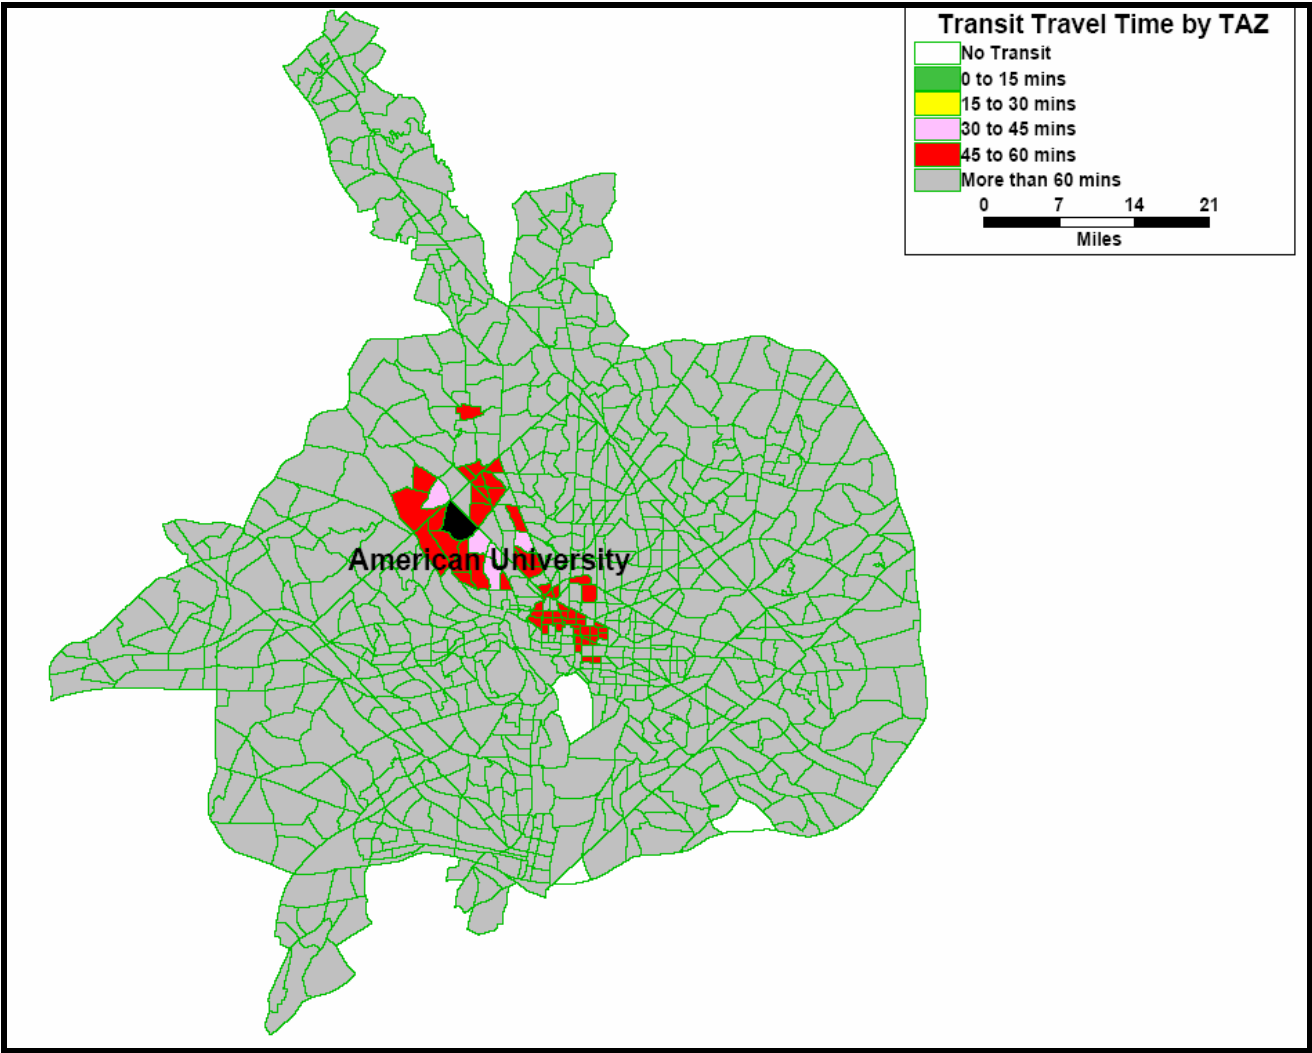 Transit Travel Time by TAZ
No Transit
0 to 15 mins
15 to 30 mins
30 to 45 mins
45 to 60 mins
More than 60 mins
0 7 14 21
Miles
American University